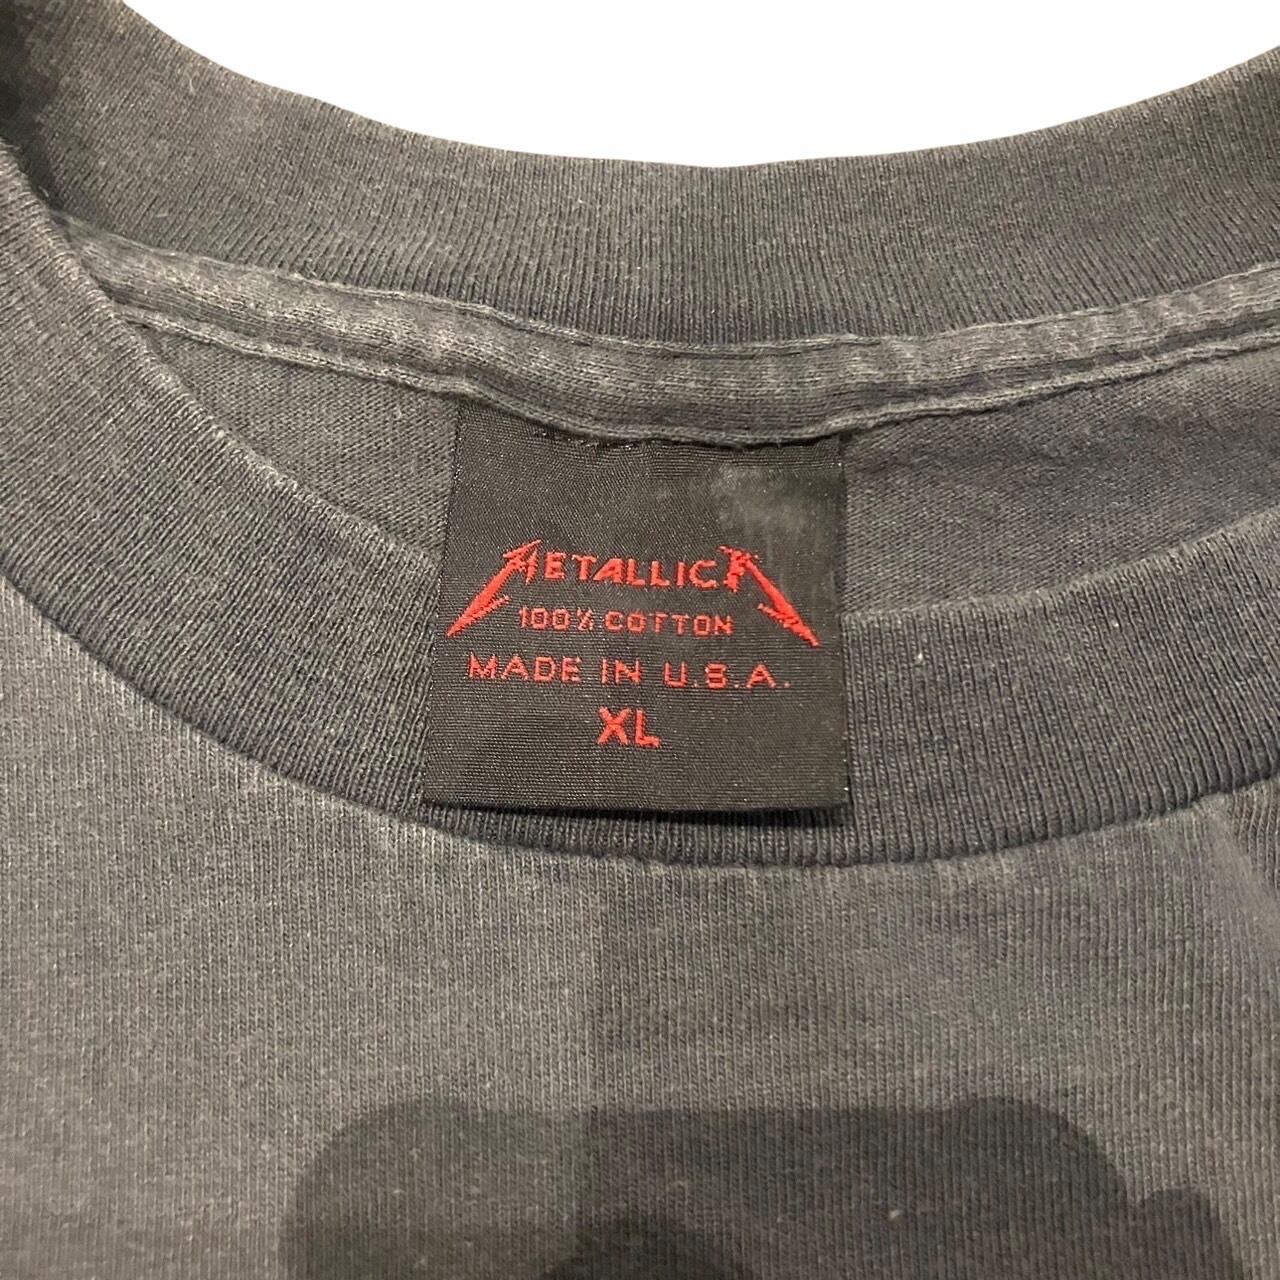 METALLICA
100% COTTON
MADE IN U.S.A.
XL